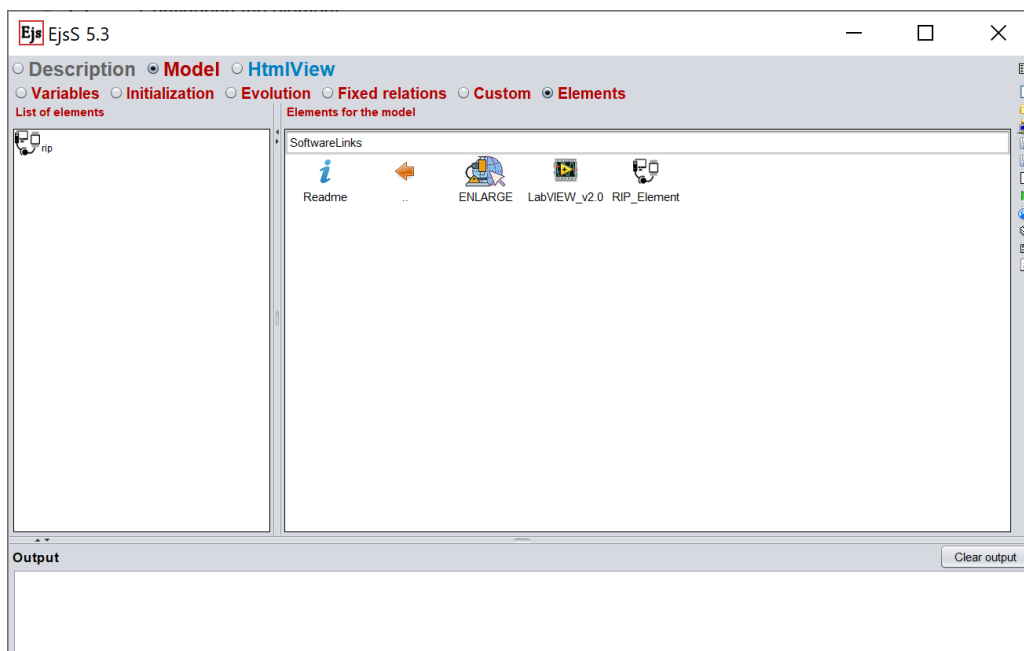 Ejs EjsS 5.3
Description Model HtmlView
Variables Initialization Evolution Fixed relations Custom Elements
List of elements
Elements for the model
rip
SoftwareLinks
Readme .. ENLARGE LabVIEW_v2.0 RIP_Element
Output
Clear output